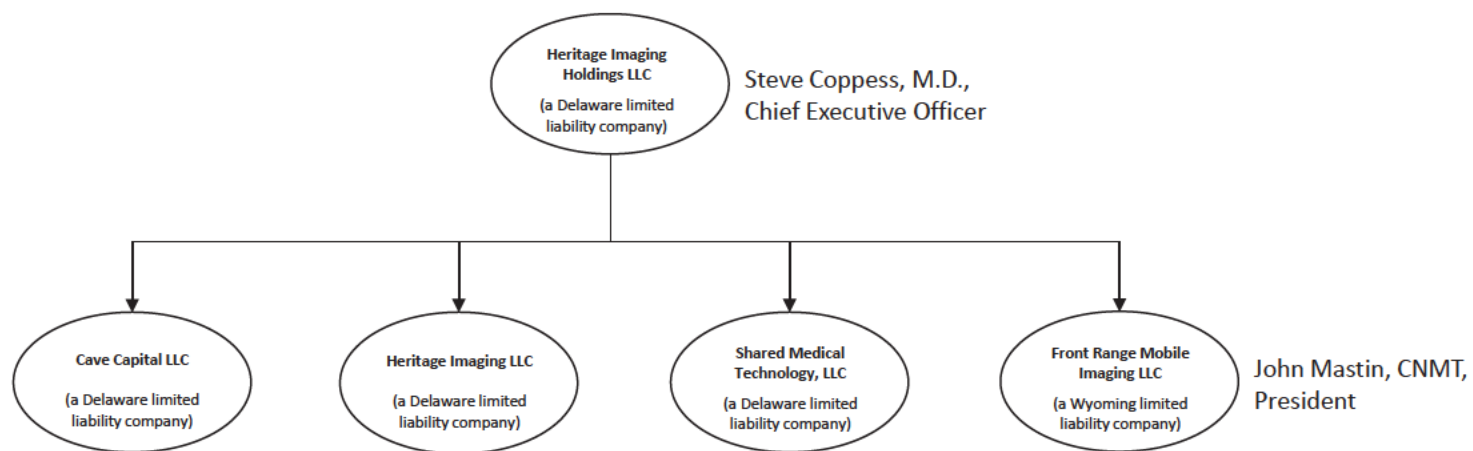 Heritage Imaging
Holdings LLC
(a Delaware limited
liability company)
Steve Coppess, M.D.,
Chief Executive Officer
Cave Capital LLC
(a Delaware limited
liability company)
Heritage Imaging LLC
(a Delaware limited
liability company)
Shared Medical
Technology, LLC
(a Delaware limited
liability company)
Front Range Mobile
Imaging LLC
(a Wyoming limited
liability company)
John Mastin, CNMT,
President